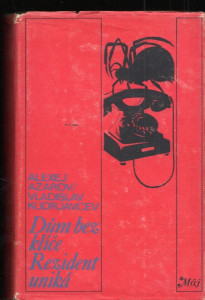 ALEXEJ
AZAROV/
VLADISLAV
KUDRJAVCEV
Dům bez
klíče
Rezident
uniká
Máj